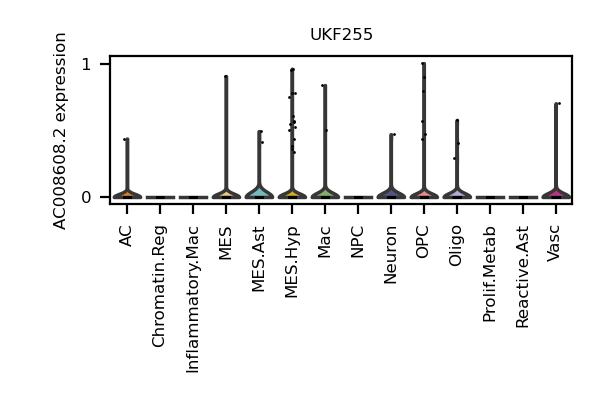 UKF255
AC008608.2 expression
1
0
AC
Chromatin.Reg
Inflammatory.Mac
MES
MES.Ast
MES.Hyp
Mac
NPC
Neuron
OPC
Oligo
Prolif.Metab
Reactive.Ast
Vasc